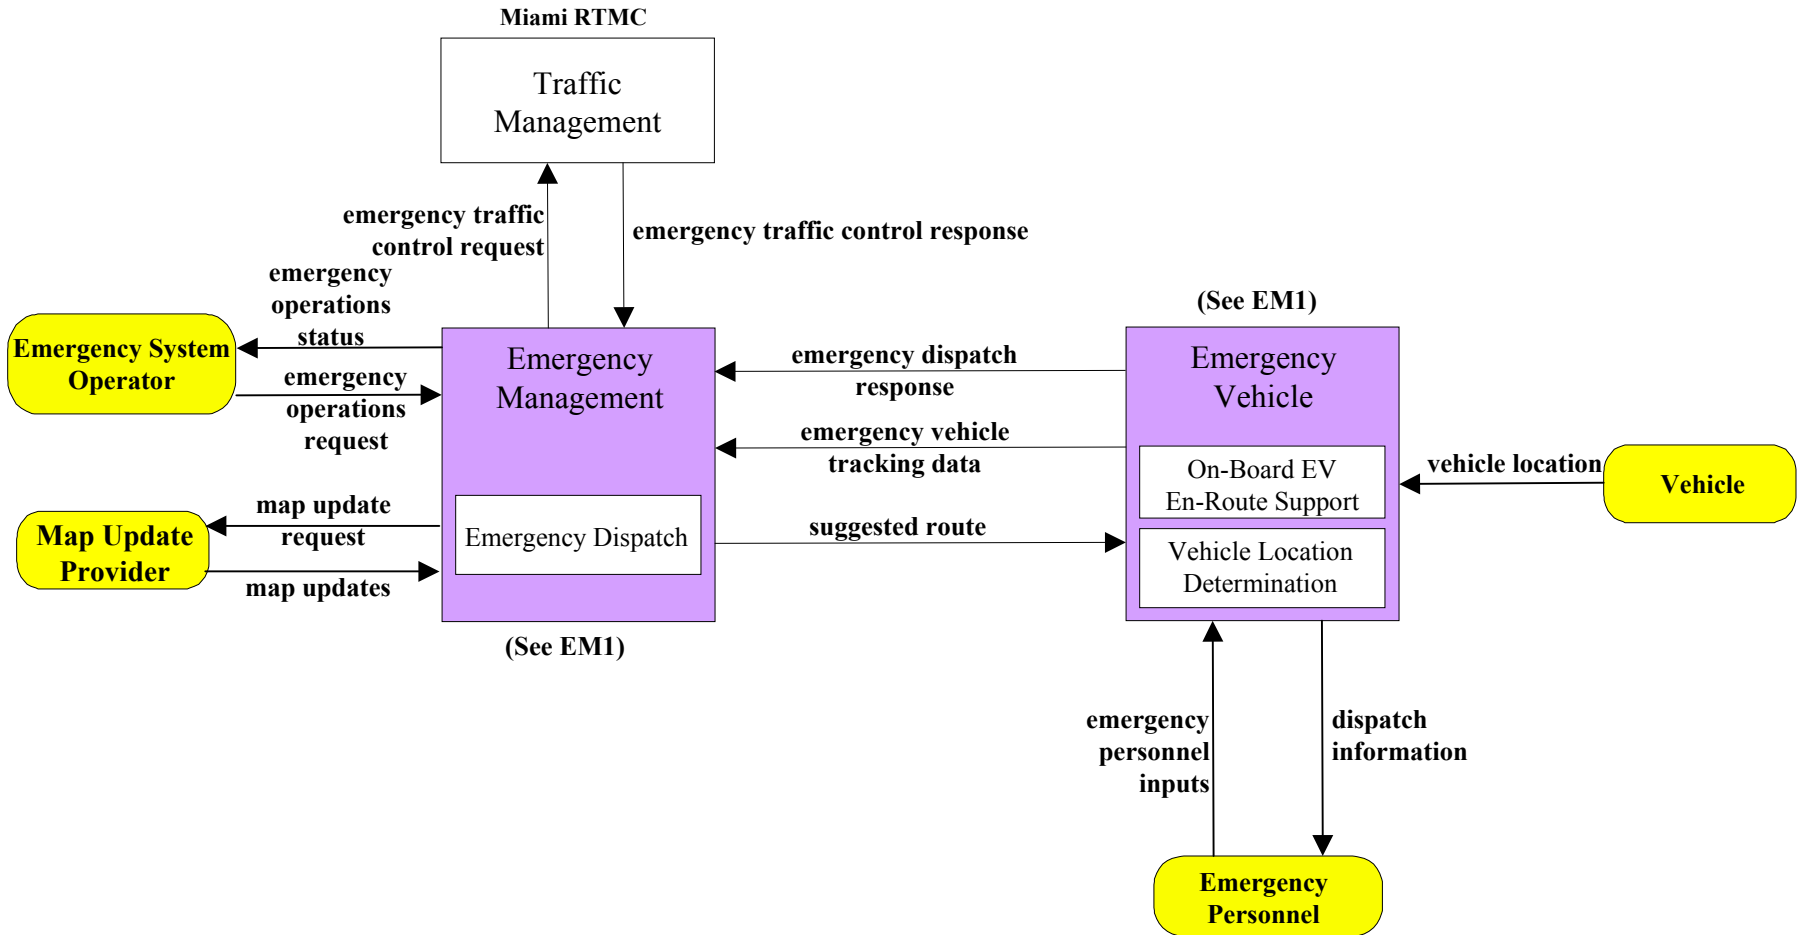 Miami RTMC
Traffic
Management
emergency traffic
control request
emergency traffic control response
emergency
operations
status
Emergency System
Operator
emergency
operations
request
Emergency
Management
Emergency Dispatch
(See EM1)
map update
request
Map Update
Provider
map updates
emergency dispatch
response
emergency vehicle
tracking data
suggested route
(See EM1)
Emergency
Vehicle
On-Board EV
En-Route Support
Vehicle Location
Determination
vehicle location
Vehicle
emergency
personnel
inputs
dispatch
information
Emergency
Personnel